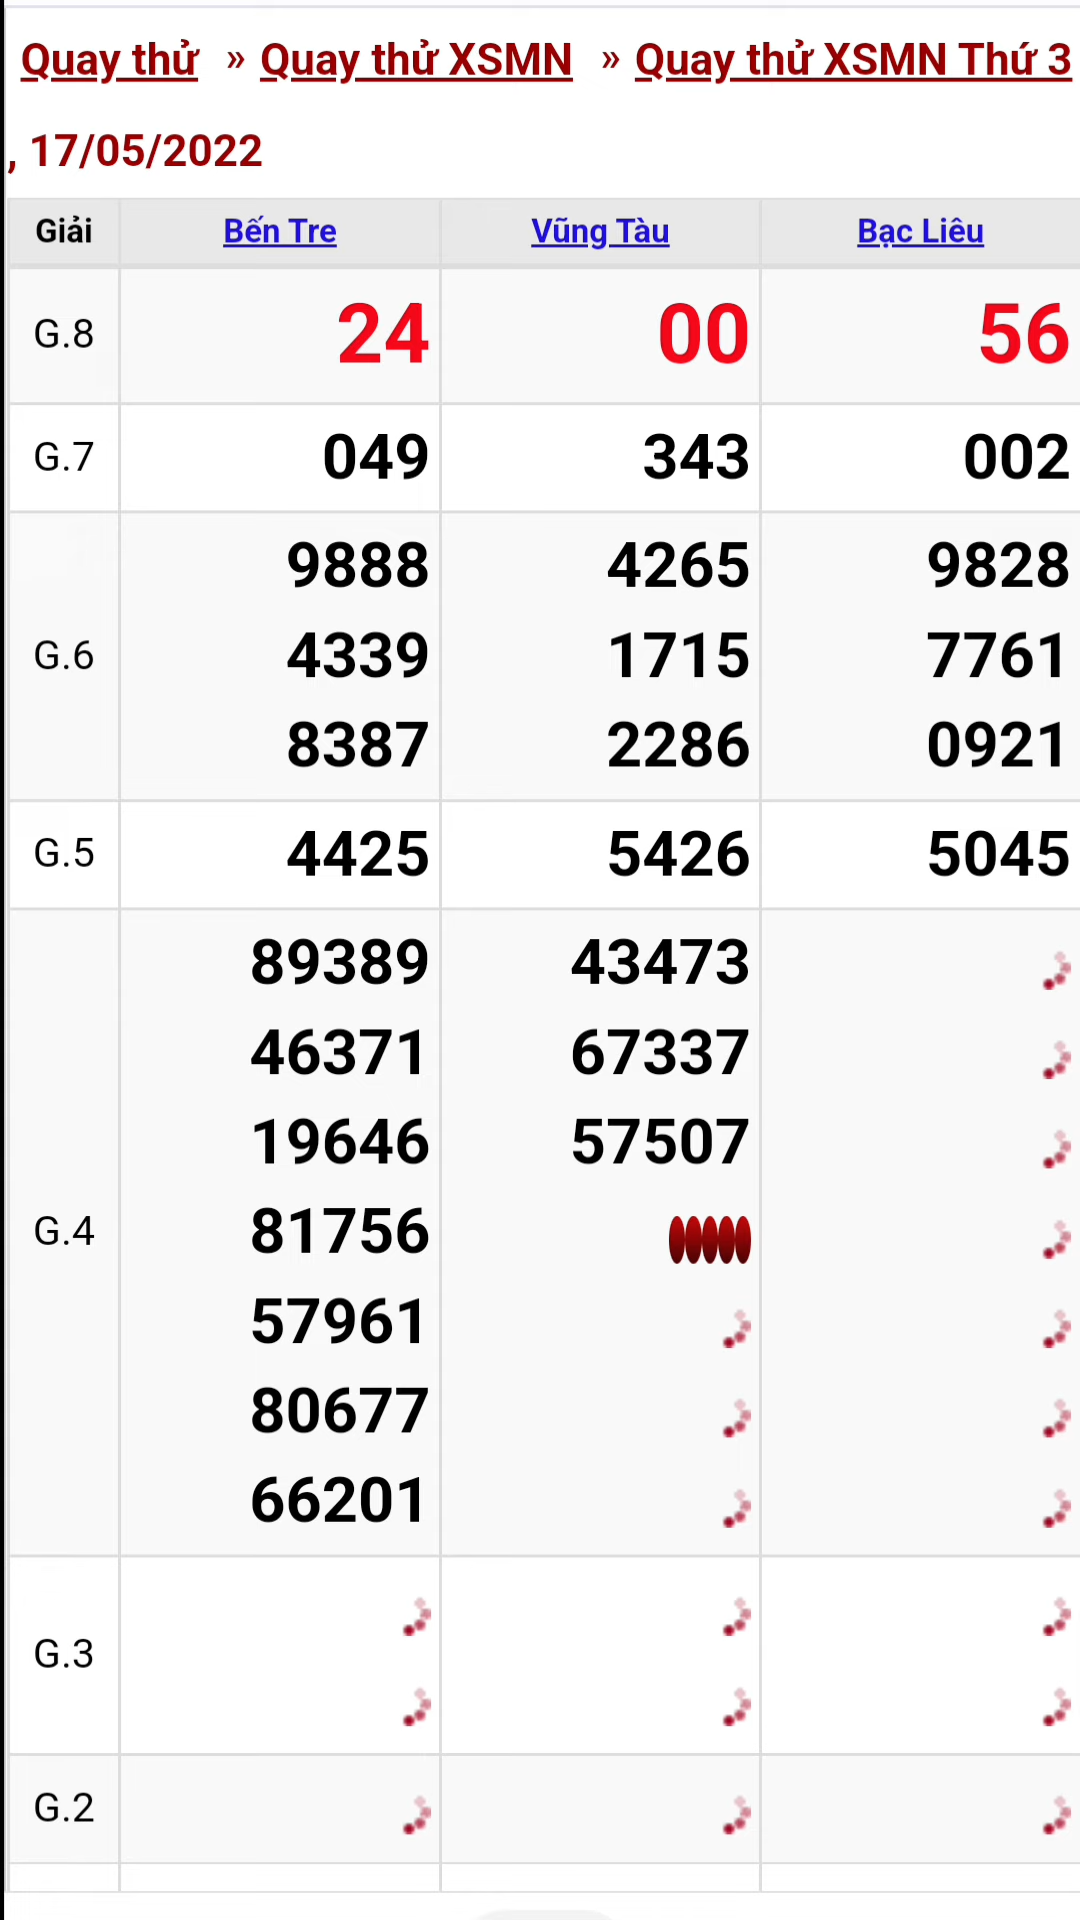 Quay thử » Quay thử XSMN » Quay thử XSMN Thứ 3
, 17/05/2022
Giải Bến Tre Vũng Tàu Bạc Liêu
G.8 24 00 56
G.7 049 343 002
9888 4265 9828
G.6 4339 1715 7761
8387 2286 0921
G.5 4425 5426 5045
89389 43473
46371 67337
19646 57507
G.4 81756
57961
80677
66201
G.3
G.2